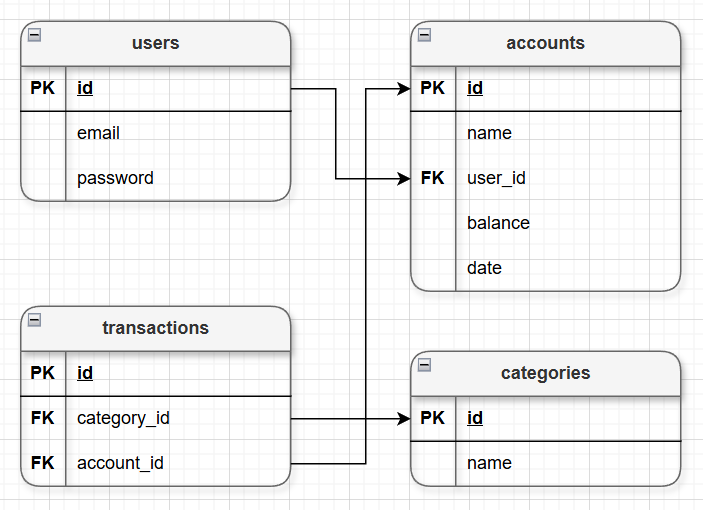 users
PK id
email
password
accounts
PK id
name
FK user_id
balance
date
transactions
PK id
FK category_id
FK account_id
categories
PK id
name